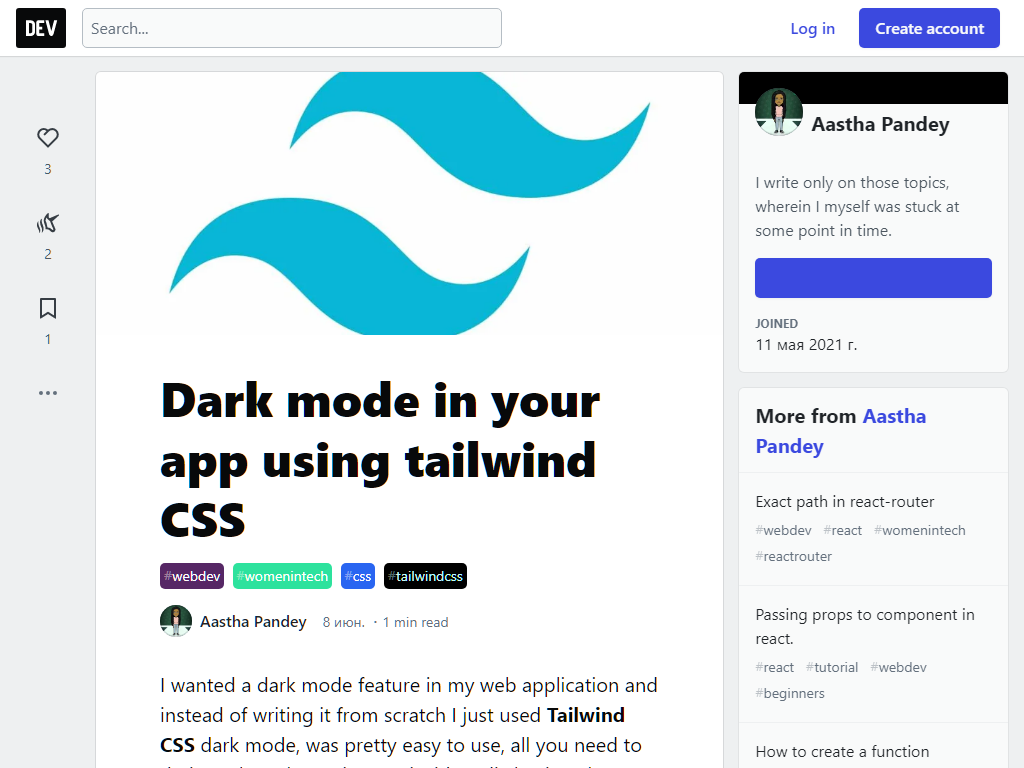 DEV
Search...
Log in
Create account
3
2
1
Dark mode in your
app using tailwind
CSS
#webdev #womenintech #css #tailwindcss
Aastha Pandey 8 июн. · 1 min read
I wanted a dark mode feature in my web application and
instead of writing it from scratch I just used Tailwind
CSS dark mode, was pretty easy to use, all you need to
Aastha Pandey
I write only on those topics,
wherein I myself was stuck at
some point in time.
JOINED
11 мая 2021 г.
More from Aastha
Pandey
Exact path in react-router
#webdev #react #womenintech
#reactrouter
Passing props to component in
react.
#react #tutorial #webdev
#beginners
How to create a function